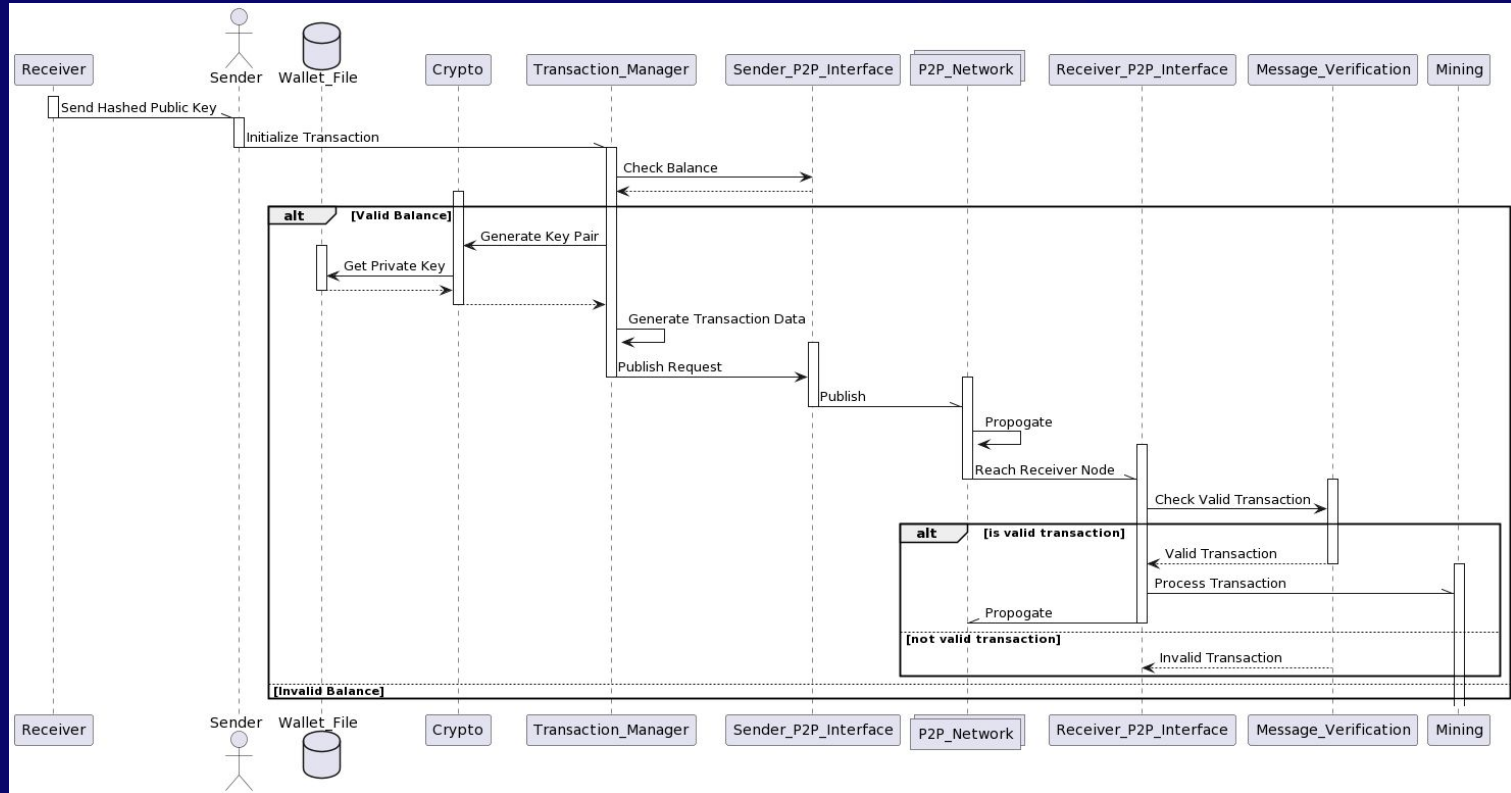 Receiver
Sender
Wallet_File
Crypto
Transaction_Manager
Sender_P2P_Interface
P2P_Network
Receiver_P2P_Interface
Message_Verification
Mining
Send Hashed Public Key
Initialize Transaction
Check Balance
alt [Valid Balance]
Generate Key Pair
Get Private Key
Generate Transaction Data
Publish Request
Publish
Propogate
Reach Receiver Node
Check Valid Transaction
alt [is valid transaction]
Valid Transaction
Process Transaction
Propogate
[not valid transaction]
Invalid Transaction
[Invalid Balance]
Receiver
Sender
Wallet_File
Crypto
Transaction_Manager
Sender_P2P_Interface
P2P_Network
Receiver_P2P_Interface
Message_Verification
Mining